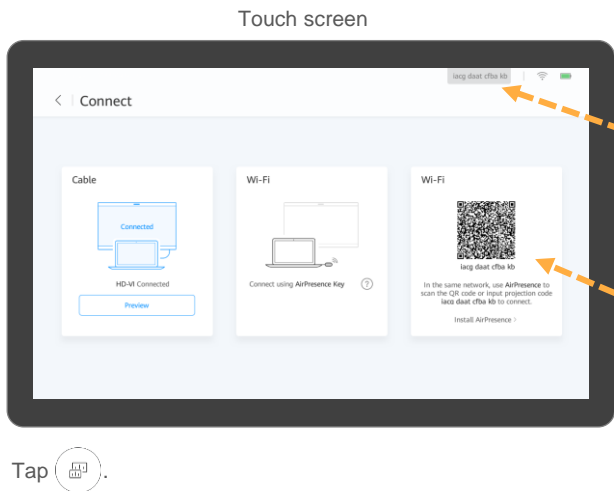 Touch screen
iacg daat cfba kb
Connect
Cable
Connected
HD-VI Connected
Preview
Wi-Fi
Connect using AirPresence Key
?
Wi-Fi
iacg daat cfba kb
In the same network, use AirPresence to
scan the QR code or input projection code
iacg daat cfba kb to connect.
Install AirPresence
Tap .